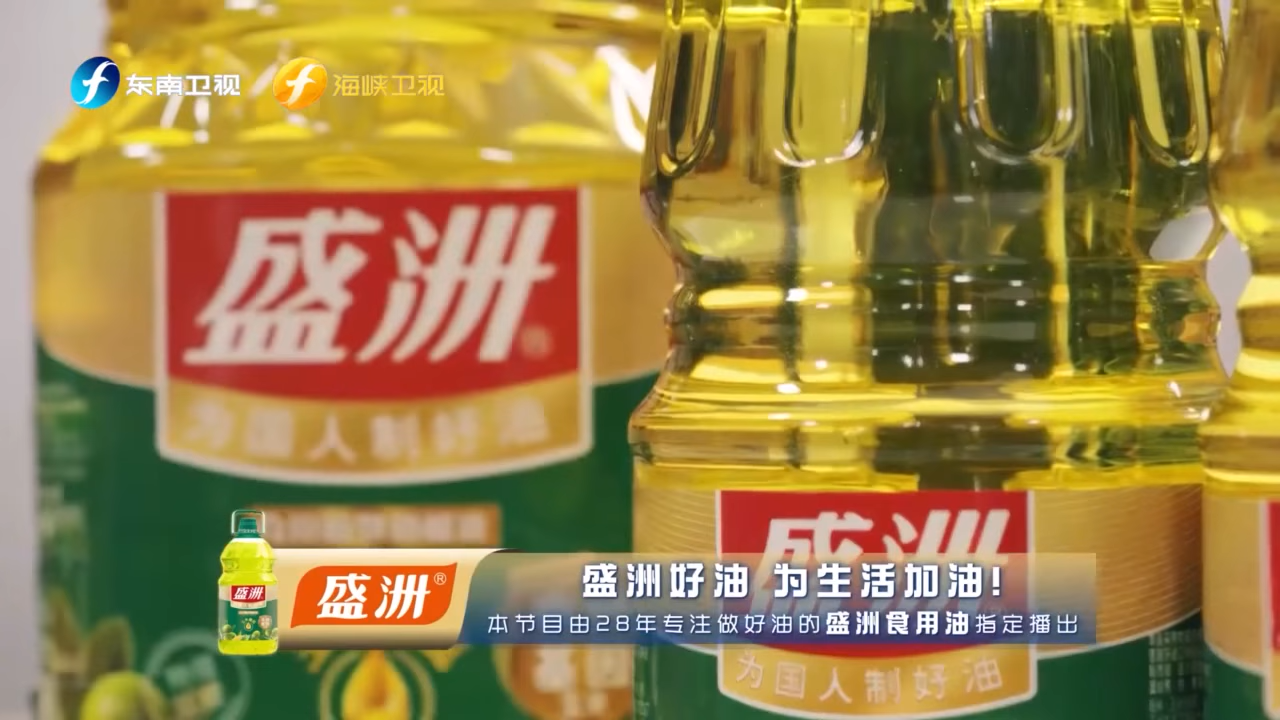 东南卫视 海峡卫视
盛洲®
为国人制好油
盛洲
为国人制好油
盛洲
盛洲®
盛洲好油 为生活加油!
本节目由28年专注做好油的盛洲食用油指定播出